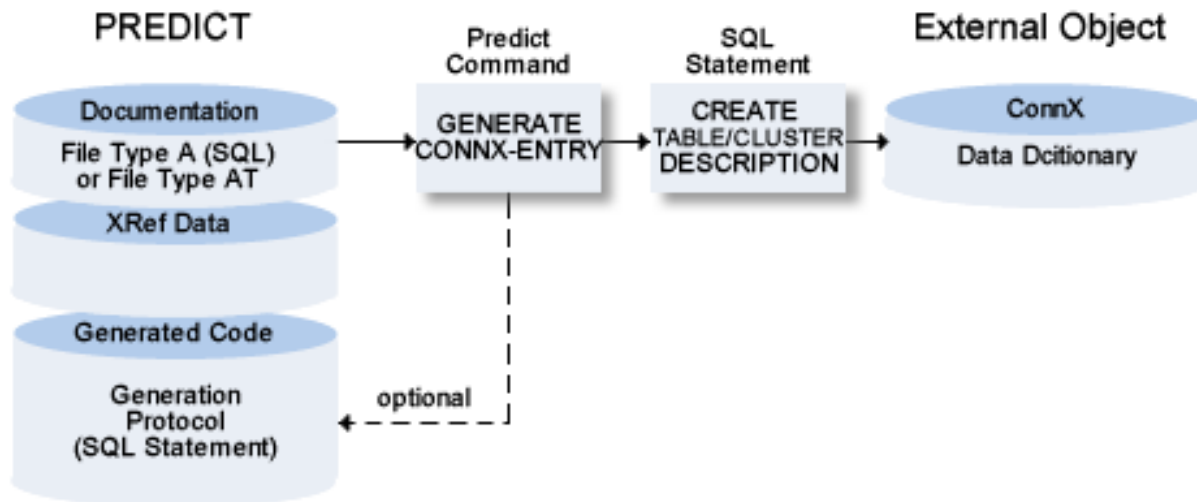 PREDICT
Documentation
File Type A (SQL)
or File Type AT
XRef Data
Generated Code
Generation
Protocol
(SQL Statement)
optional
Predict
Command
GENERATE
CONNX-ENTRY
SQL
Statement
CREATE
TABLE/CLUSTER
DESCRIPTION
External Object
ConnX
Data Dcitionary